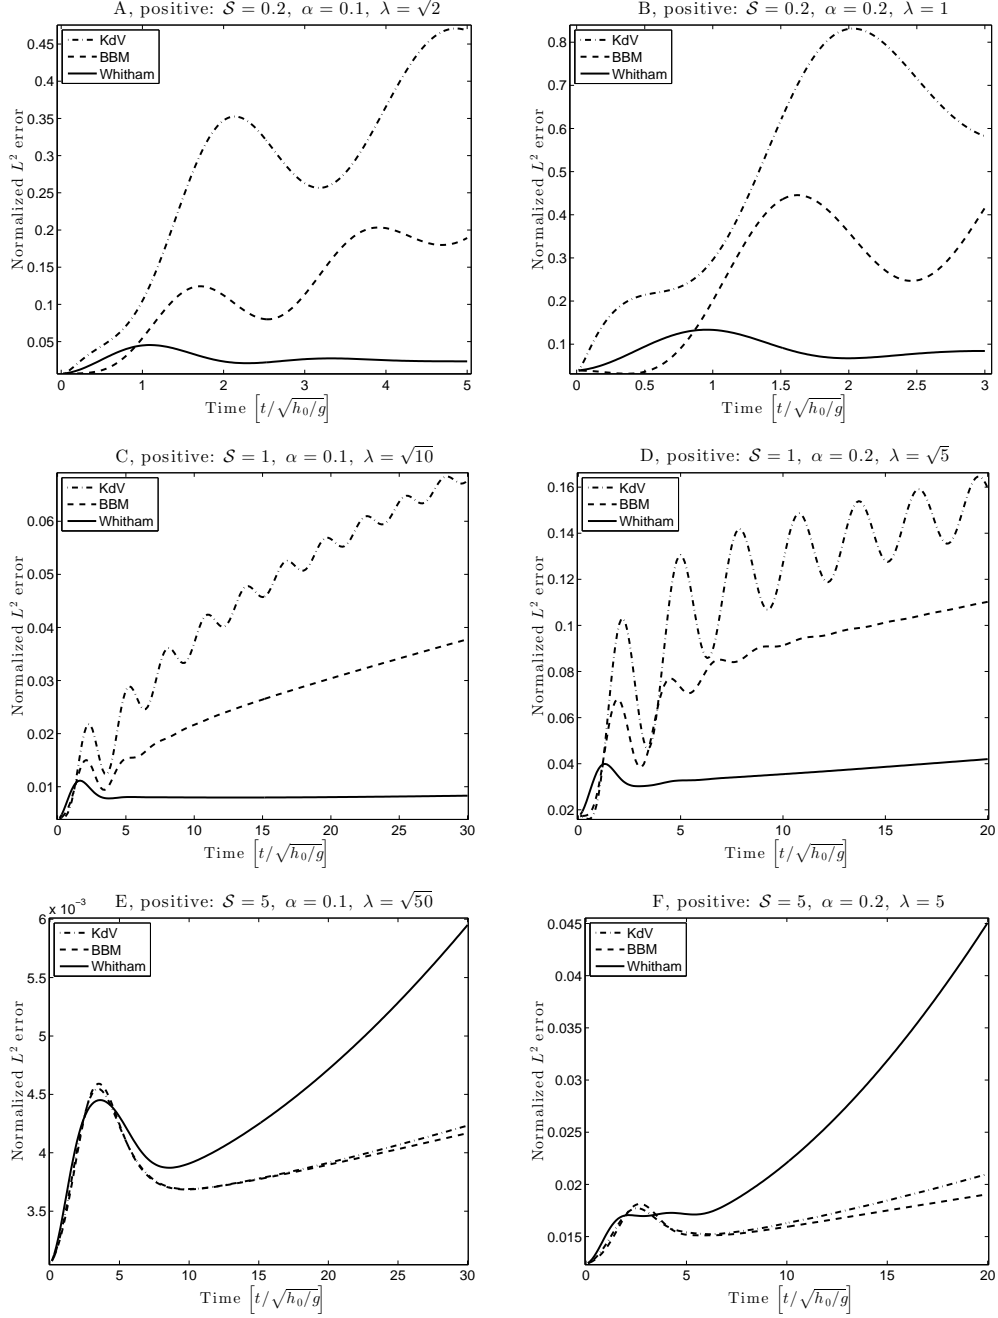 A, positive: 𝒮 = 0.2, α = 0.1, λ = √2
KdV
BBM
Whitham
Normalized L² error
0.45
0.4
0.35
0.3
0.25
0.2
0.15
0.1
0.05
0 1 2 3 4 5
Time [t/√h₀/g]
B, positive: 𝒮 = 0.2, α = 0.2, λ = 1
KdV
BBM
Whitham
Normalized L² error
0.8
0.7
0.6
0.5
0.4
0.3
0.2
0.1
0 0.5 1 1.5 2 2.5 3
Time [t/√h₀/g]
C, positive: 𝒮 = 1, α = 0.1, λ = √10
KdV
BBM
Whitham
Normalized L² error
0.06
0.05
0.04
0.03
0.02
0.01
0 5 10 15 20 25 30
Time [t/√h₀/g]
D, positive: 𝒮 = 1, α = 0.2, λ = √5
KdV
BBM
Whitham
Normalized L² error
0.16
0.14
0.12
0.1
0.08
0.06
0.04
0.02
0 5 10 15 20
Time [t/√h₀/g]
E, positive: 𝒮 = 5, α = 0.1, λ = √50
x 10⁻³
KdV
BBM
Whitham
Normalized L² error
6
5.5
5
4.5
4
3.5
0 5 10 15 20 25 30
Time [t/√h₀/g]
F, positive: 𝒮 = 5, α = 0.2, λ = 5
KdV
BBM
Whitham
Normalized L² error
0.045
0.04
0.035
0.03
0.025
0.02
0.015
0 5 10 15 20
Time [t/√h₀/g]